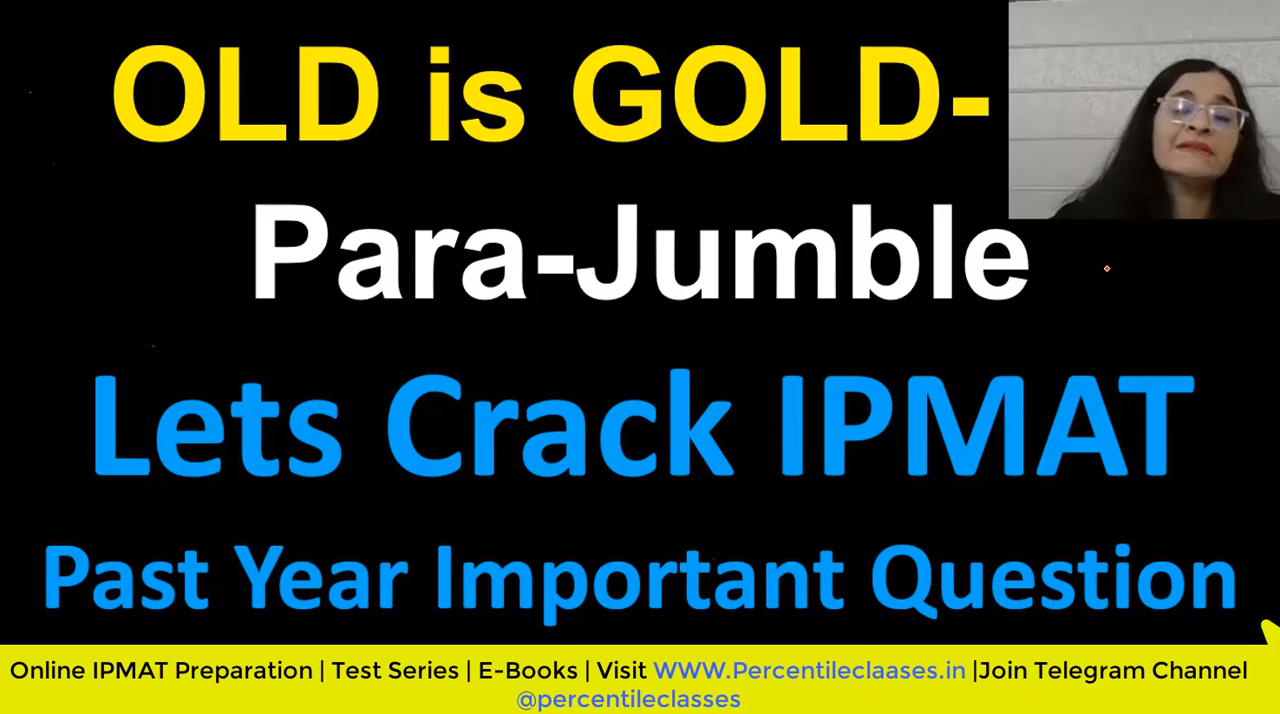 OLD is GOLD-
Para-Jumble
Lets Crack IPMAT
Past Year Important Question
Online IPMAT Preparation | Test Series | E-Books | Visit WWW.Percentileclaases.in |Join Telegram Channel
@percentileclasses